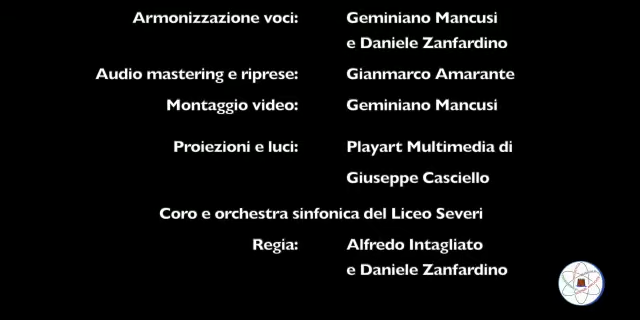 Armonizzazione voci: Geminiano Mancusi
e Daniele Zanfardino
Audio mastering e riprese: Gianmarco Amarante
Montaggio video: Geminiano Mancusi
Proiezioni e luci: Playart Multimedia di
Giuseppe Casciello
Coro e orchestra sinfonica del Liceo Severi
Regia: Alfredo Intagliato
e Daniele Zanfardino